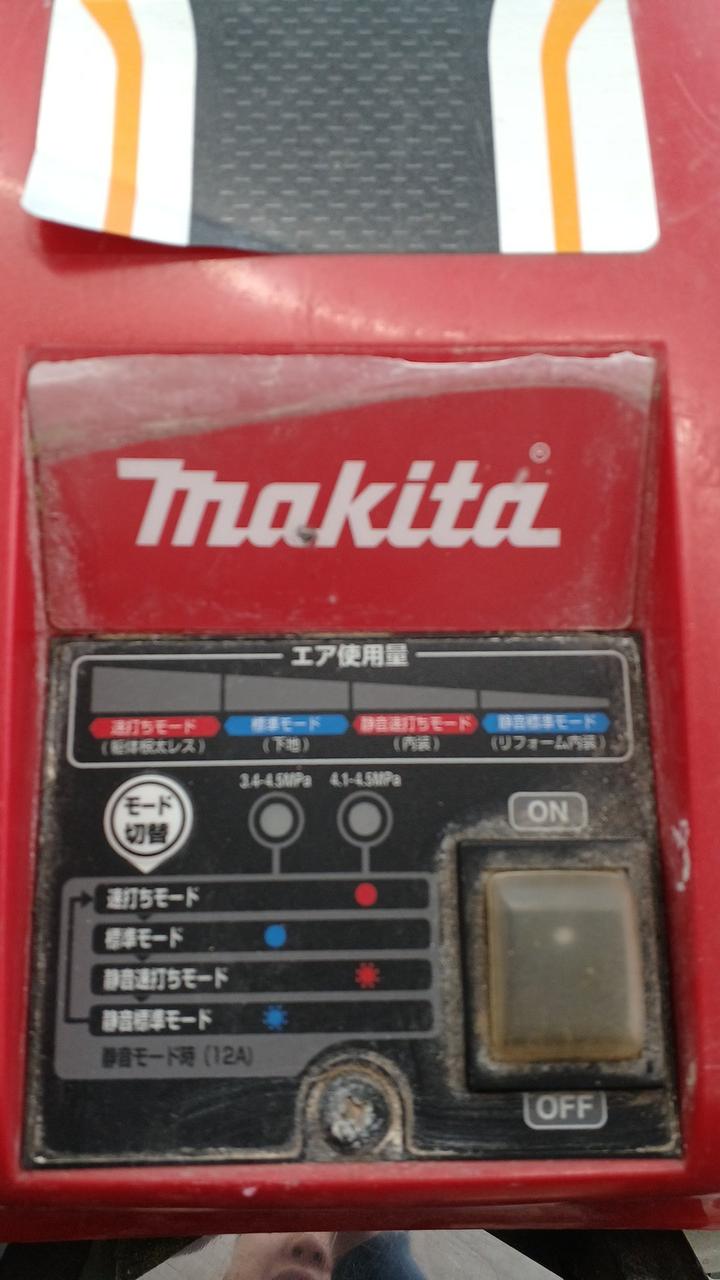 makita®
エア使用量
速打ちモード 標準モード 静音速打ちモード 静音標準モード
(躯体根太レス) (下地) (内装) (リフォーム内装)
3.4-4.5MPa 4.1-4.5MPa
モード
切替
ON
速打ちモード
標準モード
静音速打ちモード
静音標準モード
静音モード時 (12A)
OFF